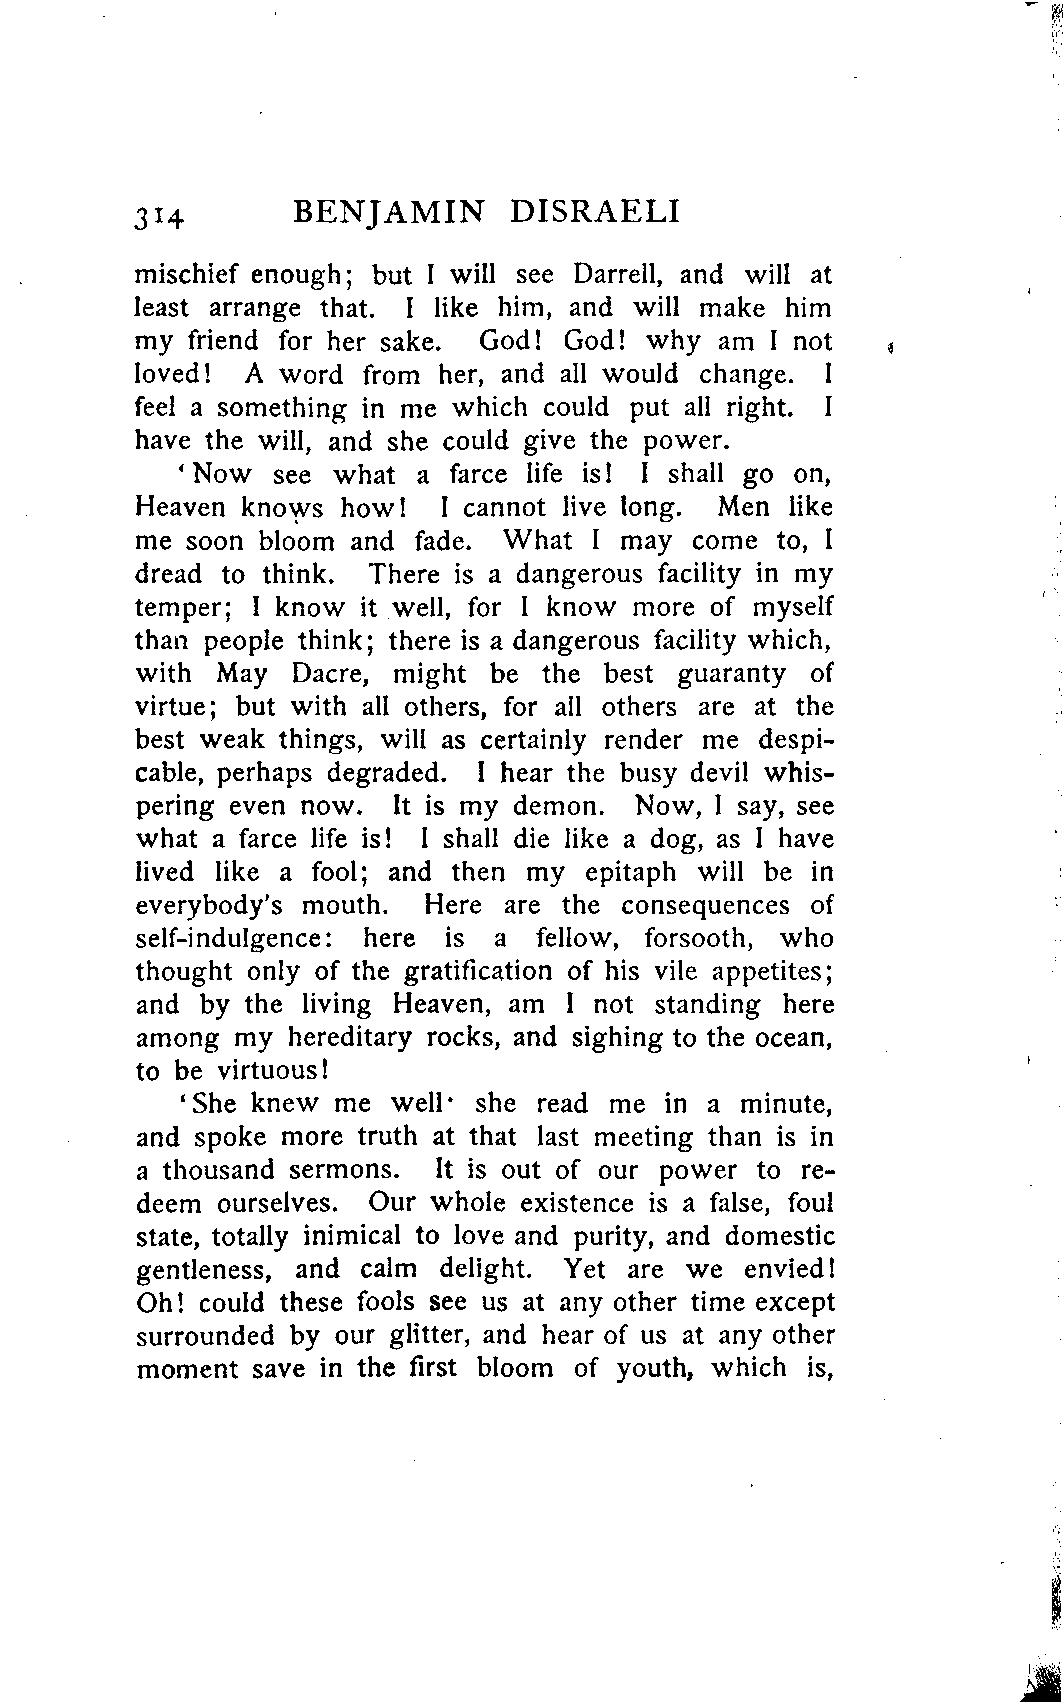 314 BENJAMIN DISRAELI
mischief enough; but I will see Darrell, and will at
least arrange that. I like him, and will make him
my friend for her sake. God! God! why am I not
loved! A word from her, and all would change. I
feel a something in me which could put all right. I
have the will, and she could give the power.
‘Now see what a farce life is! I shall go on,
Heaven knows how! I cannot live long. Men like
me soon bloom and fade. What I may come to, I
dread to think. There is a dangerous facility in my
temper; I know it well, for I know more of myself
than people think; there is a dangerous facility which,
with May Dacre, might be the best guaranty of
virtue; but with all others, for all others are at the
best weak things, will as certainly render me despi-
cable, perhaps degraded. I hear the busy devil whis-
pering even now. It is my demon. Now, I say, see
what a farce life is! I shall die like a dog, as I have
lived like a fool; and then my epitaph will be in
everybody's mouth. Here are the consequences of
self-indulgence: here is a fellow, forsooth, who
thought only of the gratification of his vile appetites;
and by the living Heaven, am I not standing here
among my hereditary rocks, and sighing to the ocean,
to be virtuous!
‘She knew me well· she read me in a minute,
and spoke more truth at that last meeting than is in
a thousand sermons. It is out of our power to re-
deem ourselves. Our whole existence is a false, foul
state, totally inimical to love and purity, and domestic
gentleness, and calm delight. Yet are we envied!
Oh! could these fools see us at any other time except
surrounded by our glitter, and hear of us at any other
moment save in the first bloom of youth, which is,